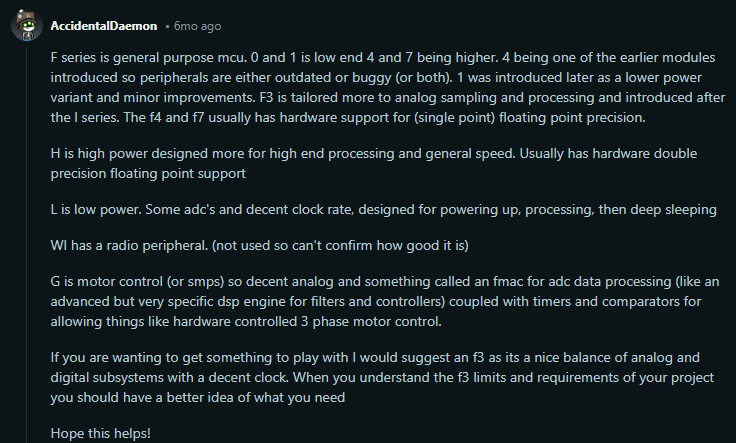 AccidentalDaemon • 6mo ago
F series is general purpose mcu. 0 and 1 is low end 4 and 7 being higher. 4 being one of the earlier modules
introduced so peripherals are either outdated or buggy (or both). 1 was introduced later as a lower power
variant and minor improvements. F3 is tailored more to analog sampling and processing and introduced after
the l series. The f4 and f7 usually has hardware support for (single point) floating point precision.
H is high power designed more for high end processing and general speed. Usually has hardware double
precision floating point support
L is low power. Some adc's and decent clock rate, designed for powering up, processing, then deep sleeping
Wl has a radio peripheral. (not used so can't confirm how good it is)
G is motor control (or smps) so decent analog and something called an fmac for adc data processing (like an
advanced but very specific dsp engine for filters and controllers) coupled with timers and comparators for
allowing things like hardware controlled 3 phase motor control.
If you are wanting to get something to play with I would suggest an f3 as its a nice balance of analog and
digital subsystems with a decent clock. When you understand the f3 limits and requirements of your project
you should have a better idea of what you need
Hope this helps!